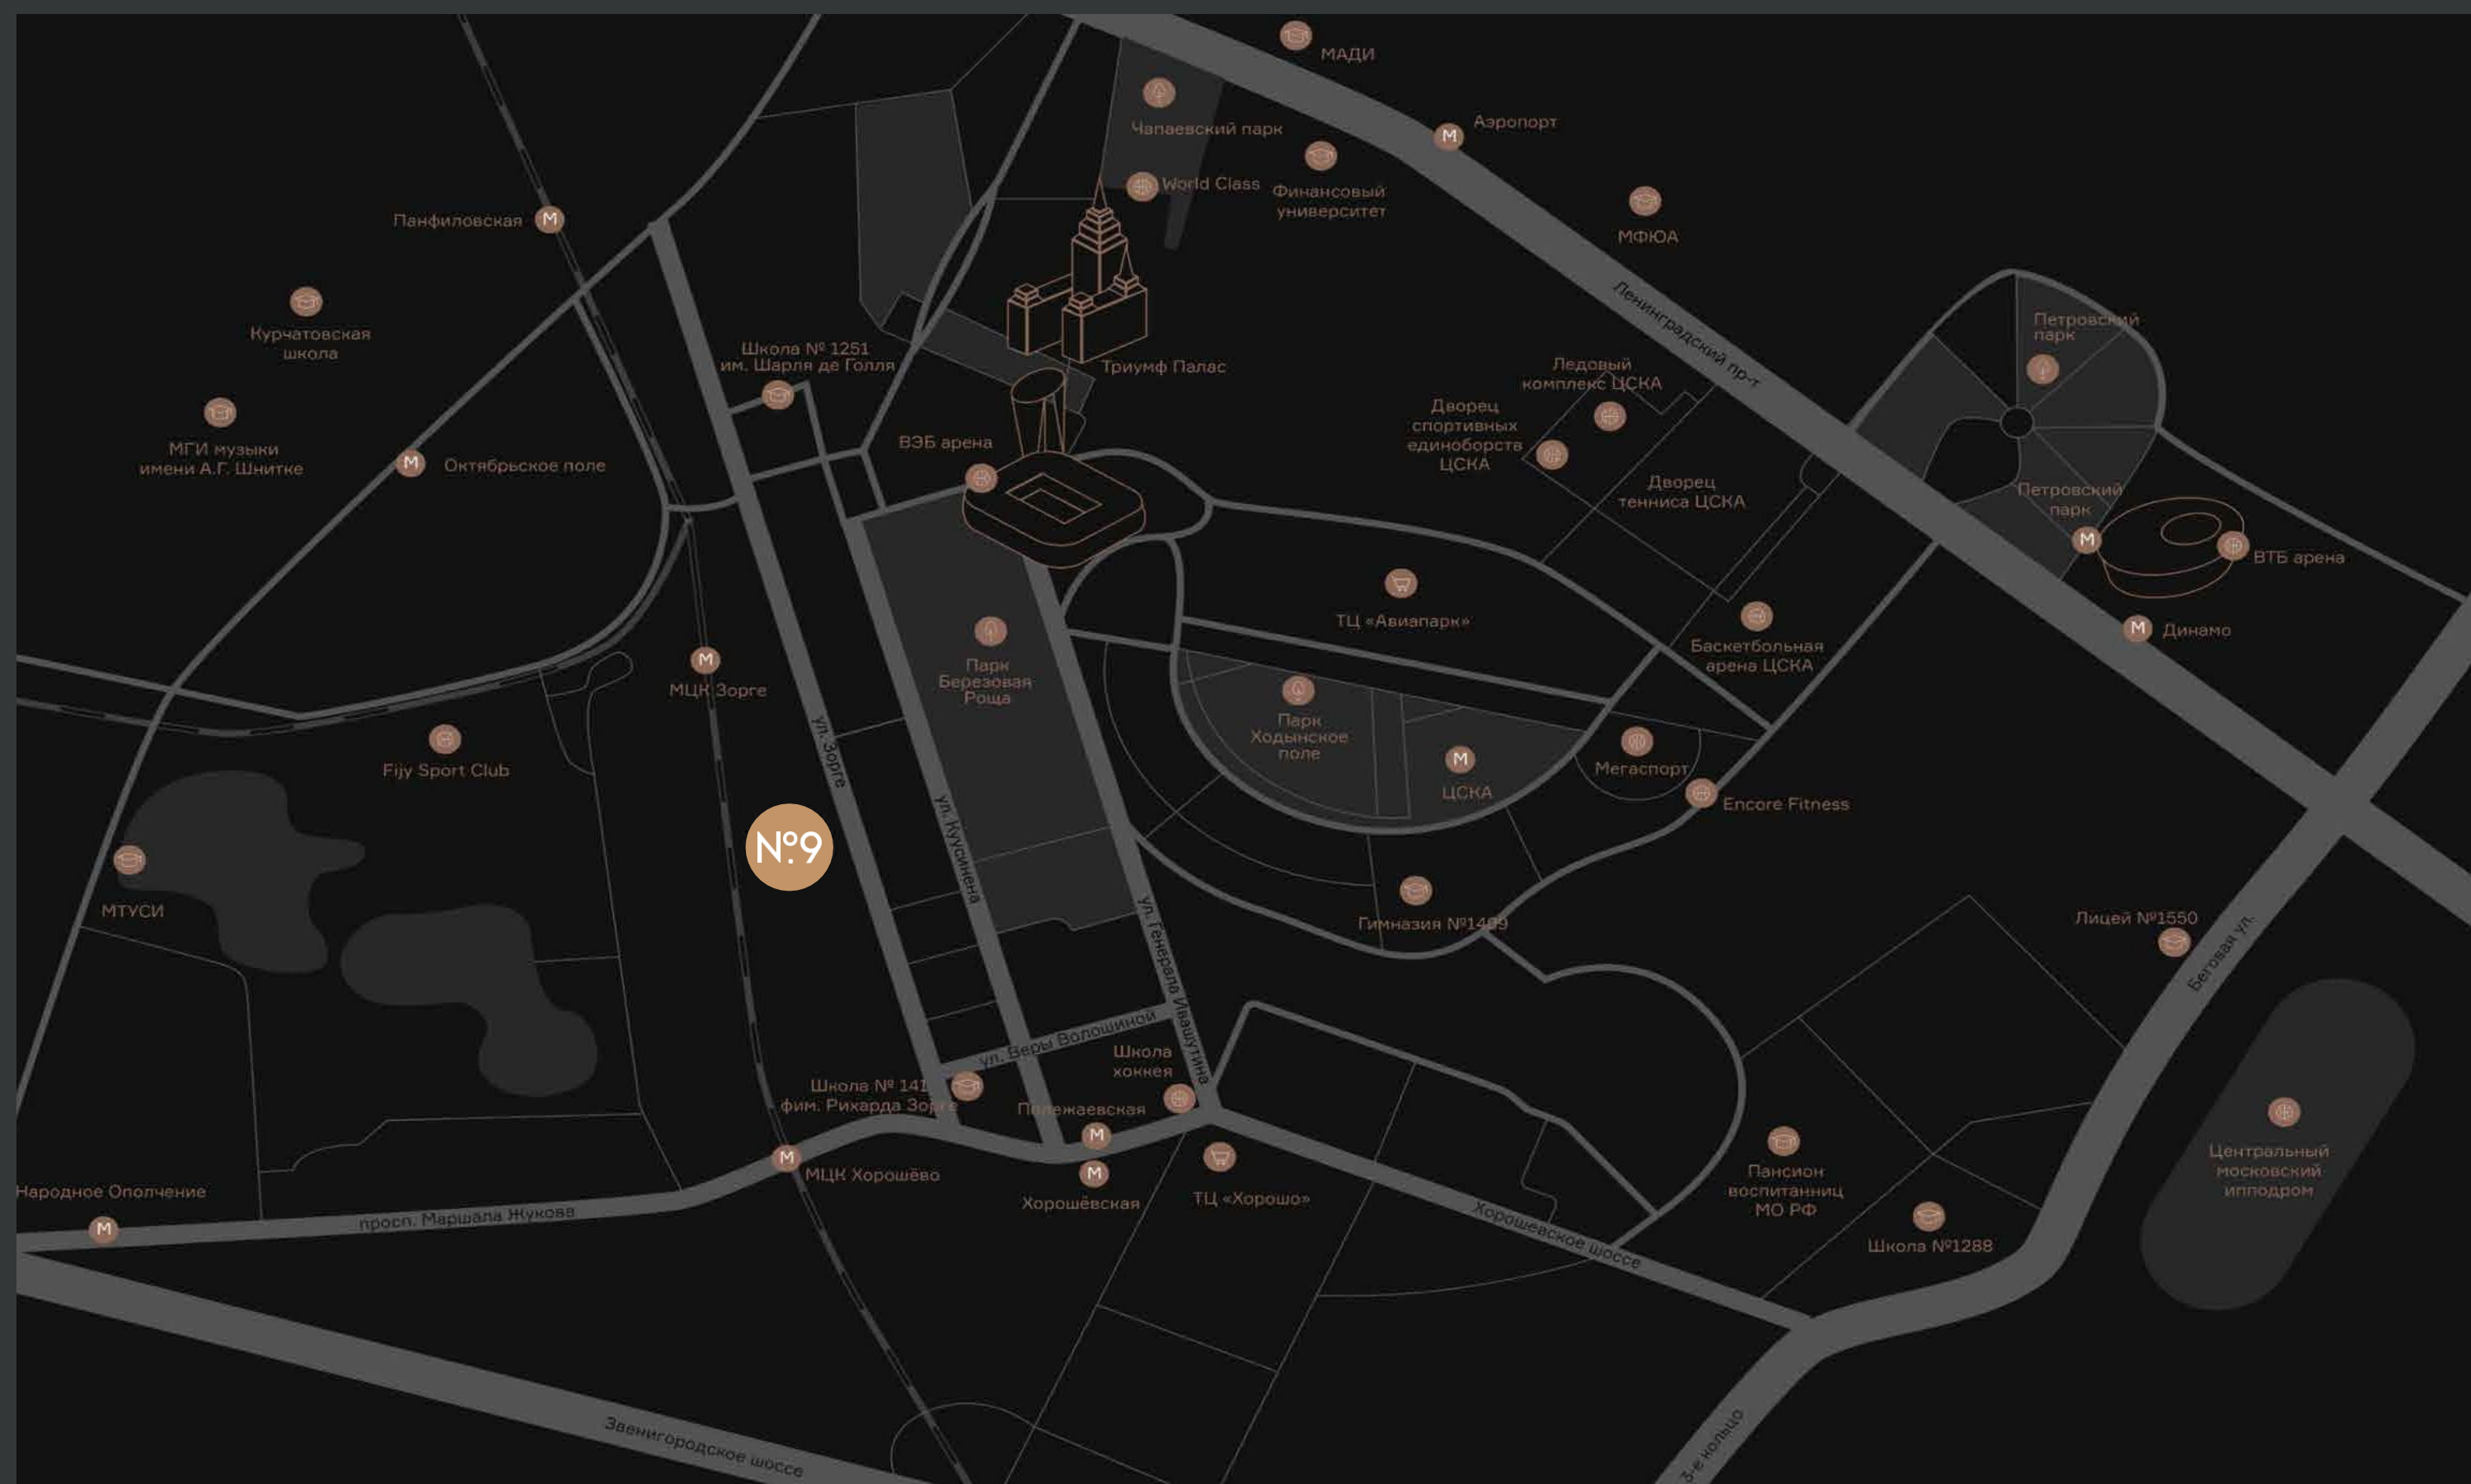 МАДИ
Чапаевский парк
Аэропорт
World Class
Финансовый
университет
МФЮА
Панфиловская
М
Курчатовская
школа
Школа № 1251
им. Шарля де Голля
Триумф Палас
Ленинградский пр-т
Петровский
парк
Ледовый
комплекс ЦСКА
Дворец
спортивных
единоборств
ЦСКА
МГИ музыки
имени А.Г. Шнитке
М
Октябрьское поле
ВЭБ арена
Дворец
тенниса ЦСКА
Петровский
парк
М
ВТБ арена
ТЦ «Авиапарк»
М
Динамо
Баскетбольная
арена ЦСКА
М
МЦК Зорге
Парк
Березовая
Роща
Парк
Ходынское
поле
М
ЦСКА
Мегаспорт
Encore Fitness
Fijy Sport Club
ул. Зорге
№9
ул. Куусинена
МТУСИ
Гимназия №1409
Лицей №1550
Беговая ул.
ул. Генерала Ивашутина
ул. Веры Волошиной
Школа
хоккея
Школа № 141
фим. Рихарда Зорге
Полежаевская
М
М
Хорошёвская
ТЦ «Хорошо»
М
МЦК Хорошёво
Пансион
воспитанниц
МО РФ
Центральный
московский
ипподром
Школа №1288
Народное Ополчение
М
просп. Маршала Жукова
Хорошевское шоссе
Звенигородское шоссе
3-е кольцо
М